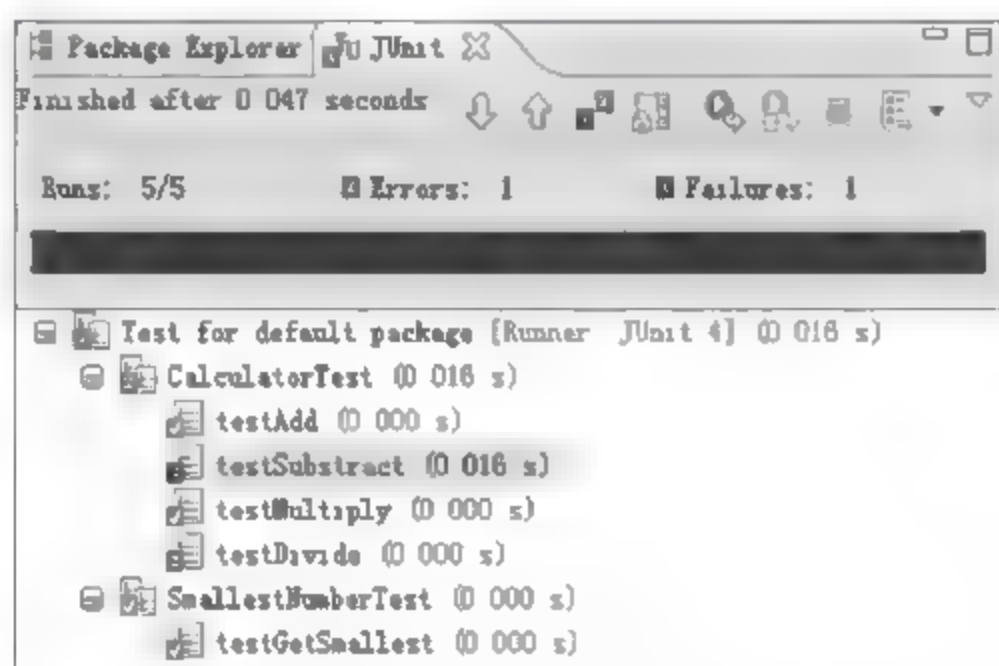 Package Explorer JUnit
Finished after 0.047 seconds
Runs: 5/5 Errors: 1 Failures: 1
Test for default package [Runner: JUnit 4] (0.016 s)
CalculatorTest (0.016 s)
testAdd (0.000 s)
testSubstract (0.016 s)
testMultiply (0.000 s)
testDivide (0.000 s)
SmallestNumberTest (0.000 s)
testGetSmallest (0.000 s)